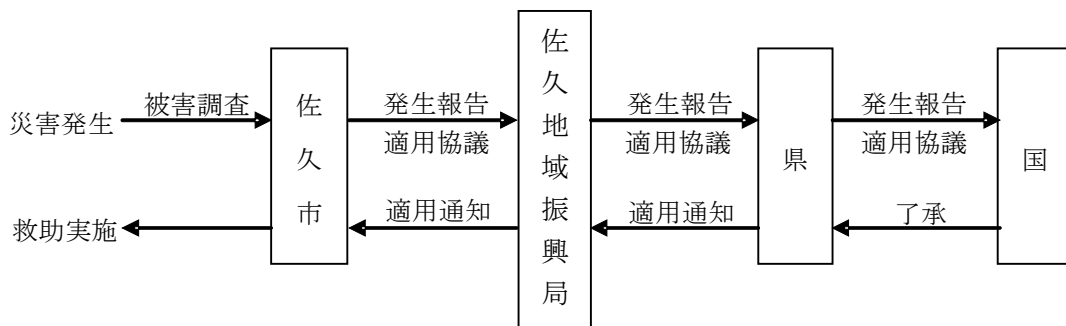 災害発生
被害調査
佐久市
発生報告
適用協議
佐久地域振興局
発生報告
適用協議
県
発生報告
適用協議
国
救助実施
適用通知
適用通知
了承